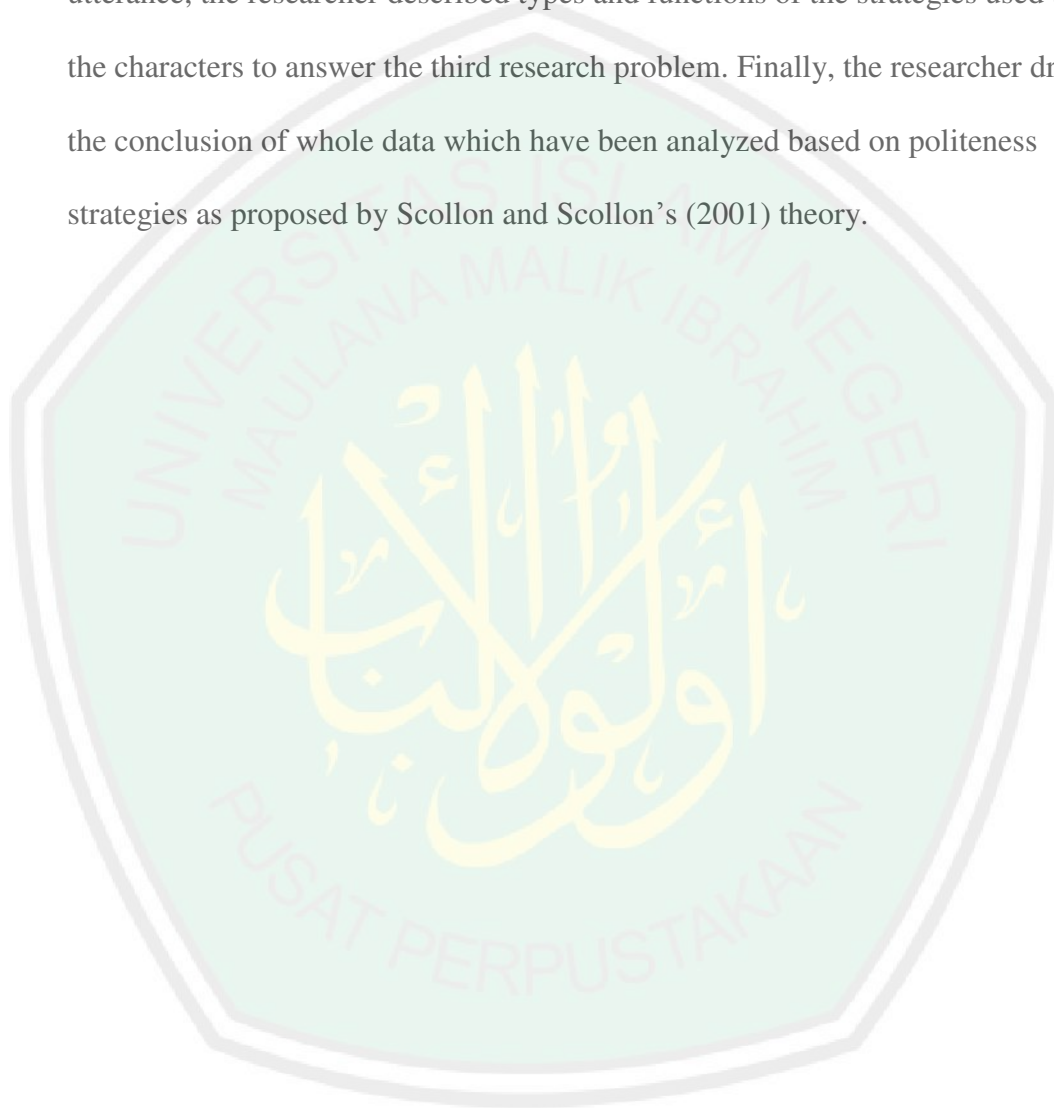 the researcher described types and functions of the strategies used
the characters to answer the third research problem. Finally, the researcher
the conclusion of whole data which have been analyzed based on politeness
strategies as proposed by Scollon and Scollon's (2001) theory.
UNIVERSITAS ISLAM NEGERI
MAULANA MALIK IBRAHIM
أولو الألباب
PUSAT PERPUSTAKAAN